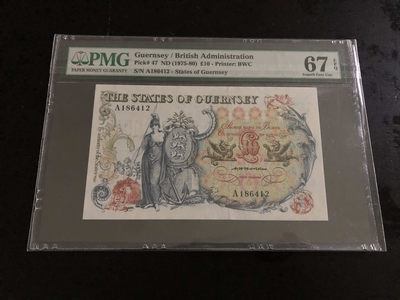 PMG
PAPER MONEY GUARANTY
Guernsey / British Administration
Pick# 47 ND (1975-80) £10 - Printer: BWC
S/N A186412 - States of Guernsey
67 EPQ
Superb Gem Unc
THE STATES OF GUERNSEY
A186412
A186412